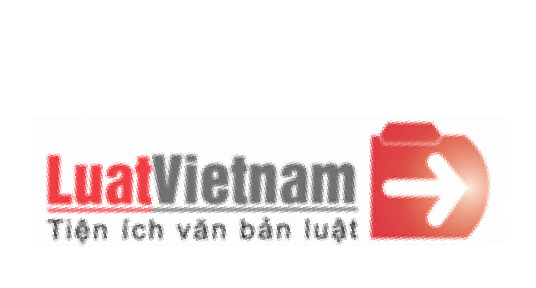 LuatVietnam
Tiện ích văn bản luật